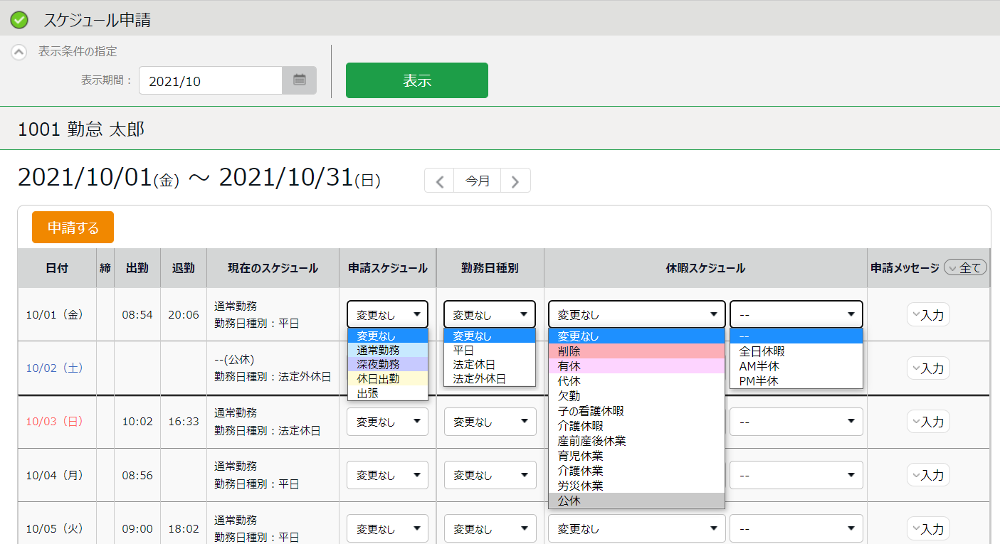 スケジュール申請
表示条件の指定
表示期間：
2021/10
表示
1001 勤怠 太郎
2021/10/01(金) ～ 2021/10/31(日)
今月
申請する
日付 締 出勤 退勤 現在のスケジュール 申請スケジュール 勤務日種別 休暇スケジュール 申請メッセージ 全て
10/01（金） 08:54 20:06 通常勤務
勤務日種別：平日
変更なし
変更なし
通常勤務
深夜勤務
休日出勤
出張
変更なし
変更なし
平日
法定休日
法定外休日
変更なし
変更なし
削除
有休
代休
欠勤
子の看護休暇
介護休暇
産前産後休業
育児休業
介護休業
労災休業
公休
--
--
全日休暇
AM半休
PM半休
入力
10/02（土） --(公休)
勤務日種別：法定外休日
入力
10/03（日） 10:02 16:33 通常勤務
勤務日種別：法定休日
変更なし 変更なし -- 入力
10/04（月） 08:56 通常勤務
勤務日種別：平日
変更なし 変更なし -- 入力
10/05（火） 09:00 18:02 通常勤務
勤務日種別：平日
変更なし 変更なし 変更なし -- 入力